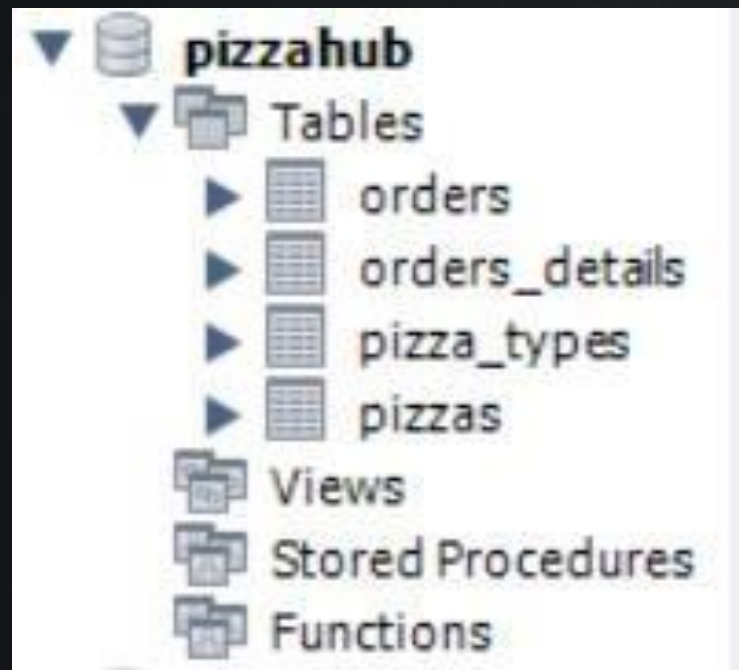 pizzahub
Tables
orders
orders_details
pizza_types
pizzas
Views
Stored Procedures
Functions